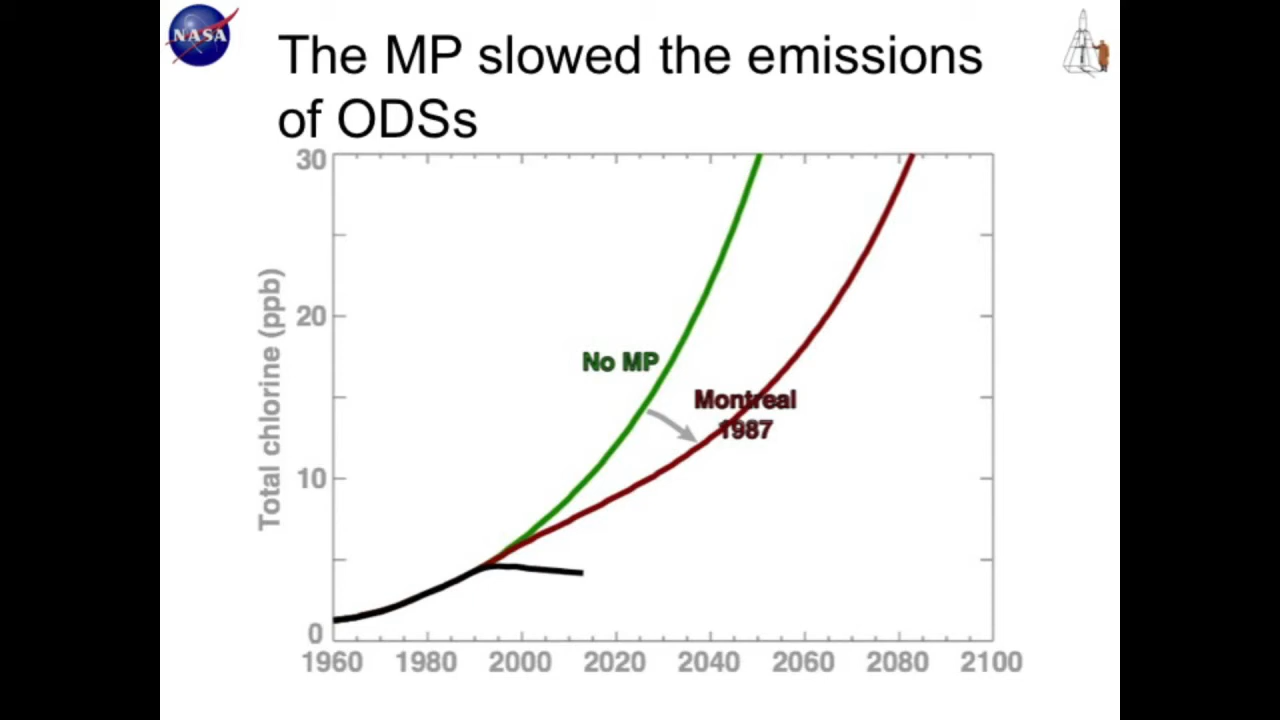 NASA
The MP slowed the emissions
of ODSs
30
20
10
0
Total chlorine (ppb)
No MP
Montreal
1987
1960 1980 2000 2020 2040 2060 2080 2100